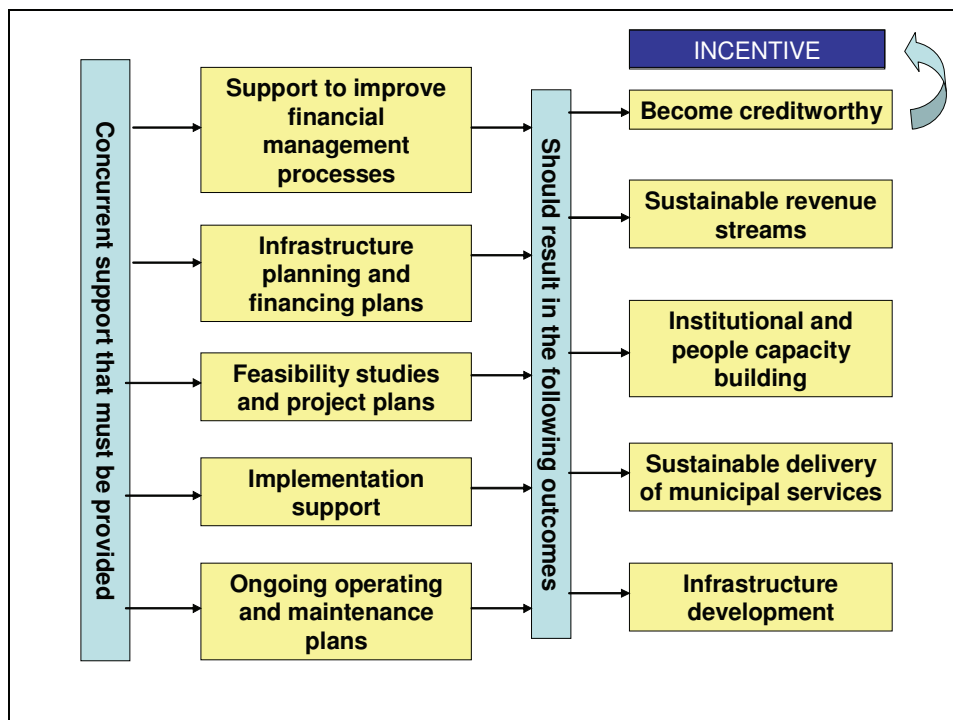 Concurrent support that must be provided
Support to improve
financial
management
processes
Infrastructure
planning and
financing plans
Feasibility studies
and project plans
Implementation
support
Ongoing operating
and maintenance
plans
Should result in the following outcomes
INCENTIVE
Become creditworthy
Sustainable revenue
streams
Institutional and
people capacity
building
Sustainable delivery
of municipal services
Infrastructure
development